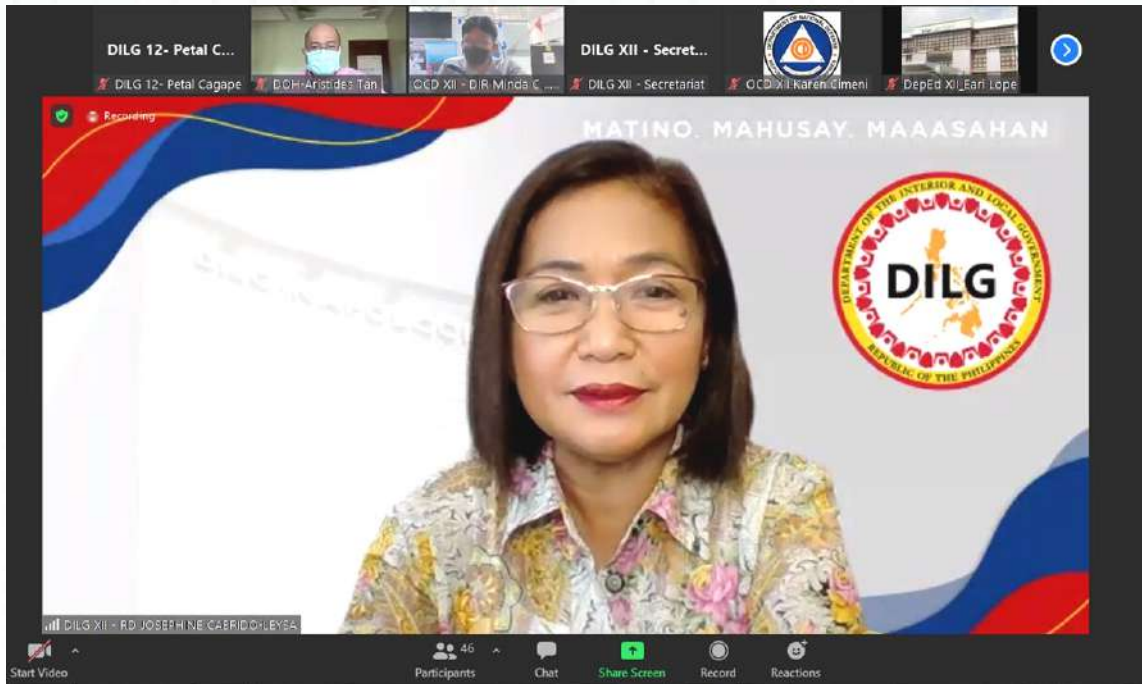 DILG 12- Petal C...
DILG XII - Secret...
DILG 12- Petal Cagape
DOH-Aristides Tan
OCD XII - DIR Minda C ....
DILG XII - Secretariat
OCD XII-Karen Cimeni
DepEd XII_Earl Lope
Recording
MATINO. MAHUSAY. MAAASAHAN
DEPARTMENT OF THE INTERIOR AND LOCAL GOVERNMENT
DILG
REPUBLIC OF THE PHILIPPINES
DILG XII - RD JOSEPHINE CABRIDO-LEYSA
Start Video
46
Participants
Chat
Share Screen
Record
Reactions